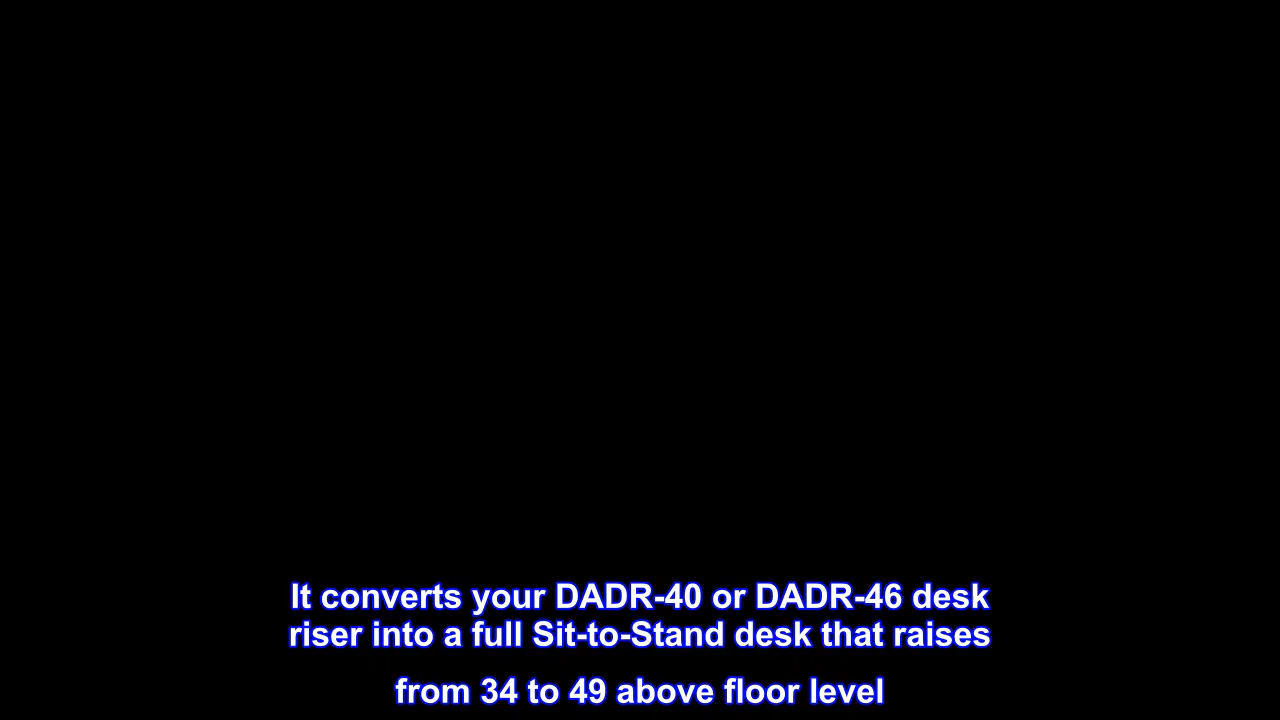 It converts your DADR-40 or DADR-46 desk
riser into a full Sit-to-Stand desk that raises
from 34 to 49 above floor level